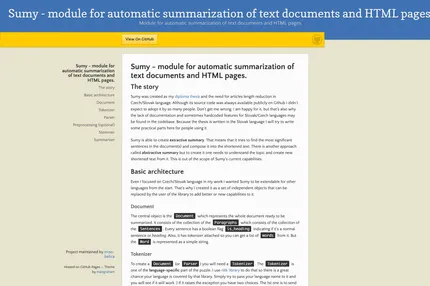 Sumy - module for automatic summarization of text documents and HTML pages
Module for automatic summarization of text documents and HTML pages
View On GitHub
Sumy - module for
automatic summarization
of text documents and
HTML pages.
The story
Basic architecture
Document
Tokenizer
Parser
Preprocessing (optional)
Stemmer
Summarizer
Project maintained by miso-
belica
Hosted on GitHub Pages — Theme
by mattgraham
Sumy – module for automatic summarization of
text documents and HTML pages.
The story
Sumy was created as my diploma thesis and the need for articles length reduction in
Czech/Slovak language. Although its source code was always available publicly on Github I didn't
expect to adopt it by so many people. Don't get me wrong, I am happy for it, but that's also why
the lack of documentation and sometimes hardcoded features for Slovak/Czech languages may
be found in the codebase. Because the thesis is written in the Slovak language I will try to write
some practical parts here for people using it.
Sumy is able to create extractive summary. That means that it tries to find the most significant
sentences in the document(s) and compose it into the shortened text. There is another approach
called abstractive summary but to create it one needs to understand the topic and create new
shortened text from it. This is out of the scope of Sumy's current capabilities.
Basic architecture
Even I focused on Czech/Slovak language in my work I wanted Sumy to be extendable for other
languages from the start. That's why I created it as a set of independent objects that can be
replaced by the user of the library to add better or new capabilities to it.
Document
The central object is the Document which represents the whole document ready to be
summarized. It consists of the collection of the Paragraphs which consists of the collection of
the Sentences. Every sentence has a boolean flag is_heading indicating if it's a normal
sentence or heading. Also, it has tokenizer attached so you can get a list of words from it. But
the Word is represented as a simple string.
Tokenizer
To create a Document (or Parser) you will need a Tokenizer. The Tokenizer is
one of the language-specific part of the puzzle. I use nltk library to do that so there is a great
chance your language is covered by that library. Simply try to pass your language name to it and
you will see if it will work :) If it raises the exception you have two choices. The 1st one is to send